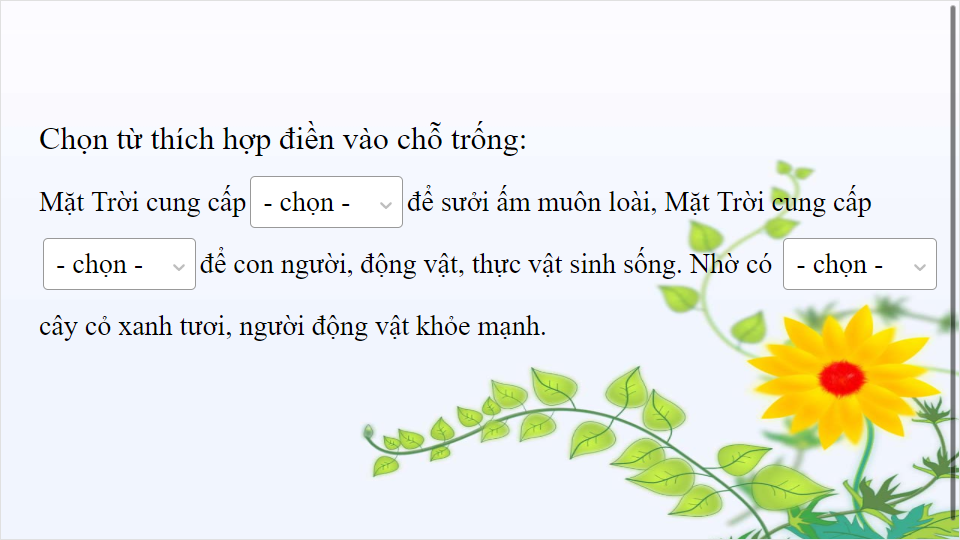 Chọn từ thích hợp điền vào chỗ trống:
Mặt Trời cung cấp - chọn - để sưởi ấm muôn loài, Mặt Trời cung cấp
- chọn - để con người, động vật, thực vật sinh sống. Nhờ có - chọn -
cây cỏ xanh tươi, người động vật khỏe mạnh.